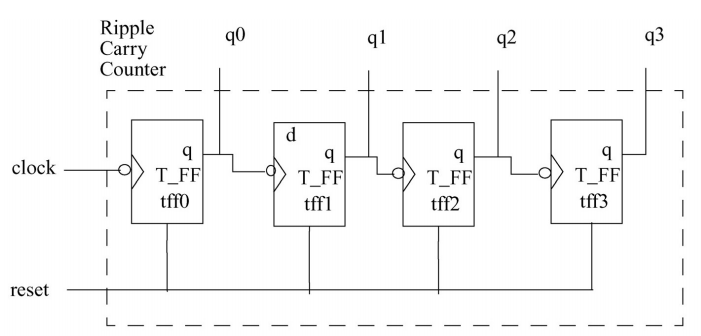 Ripple
Carry
Counter
q0
q1
q2
q3
d
q
q
q
q
clock
T_FF
T_FF
T_FF
T_FF
tff0
tff1
tff2
tff3
reset